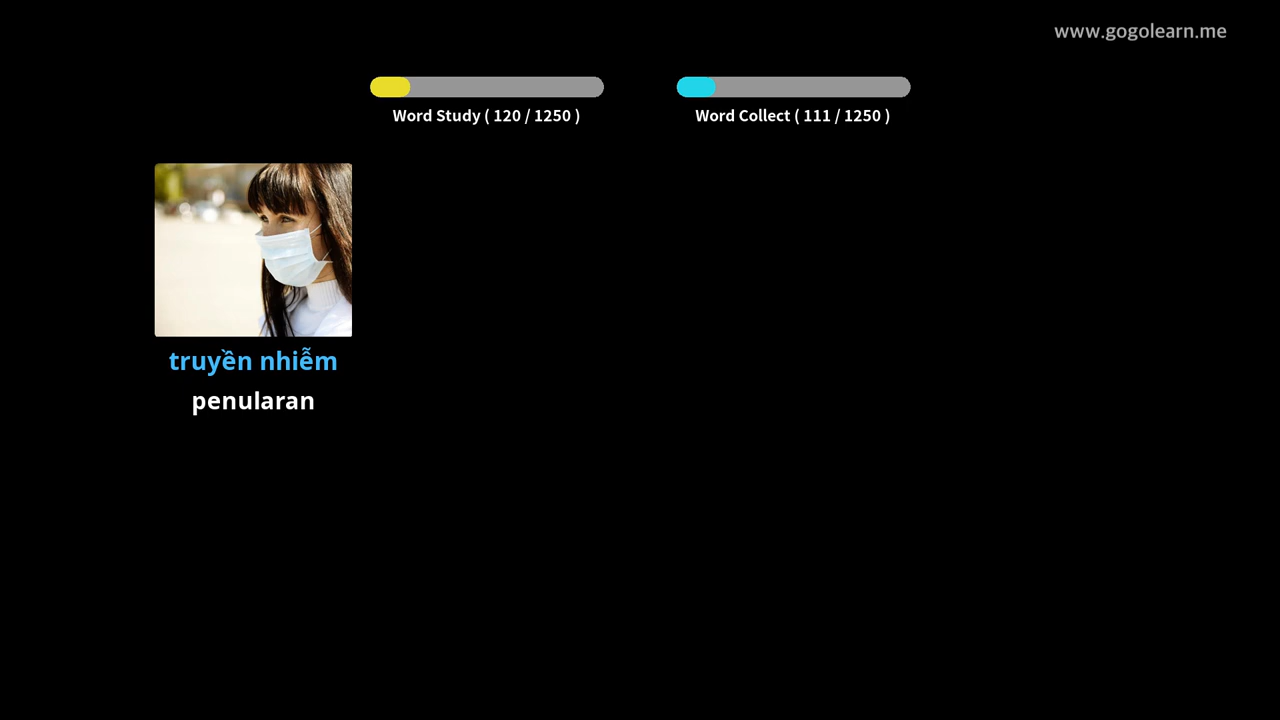 www.gogolearn.me
Word Study ( 120 / 1250 )
Word Collect ( 111 / 1250 )
truyền nhiễm
penularan